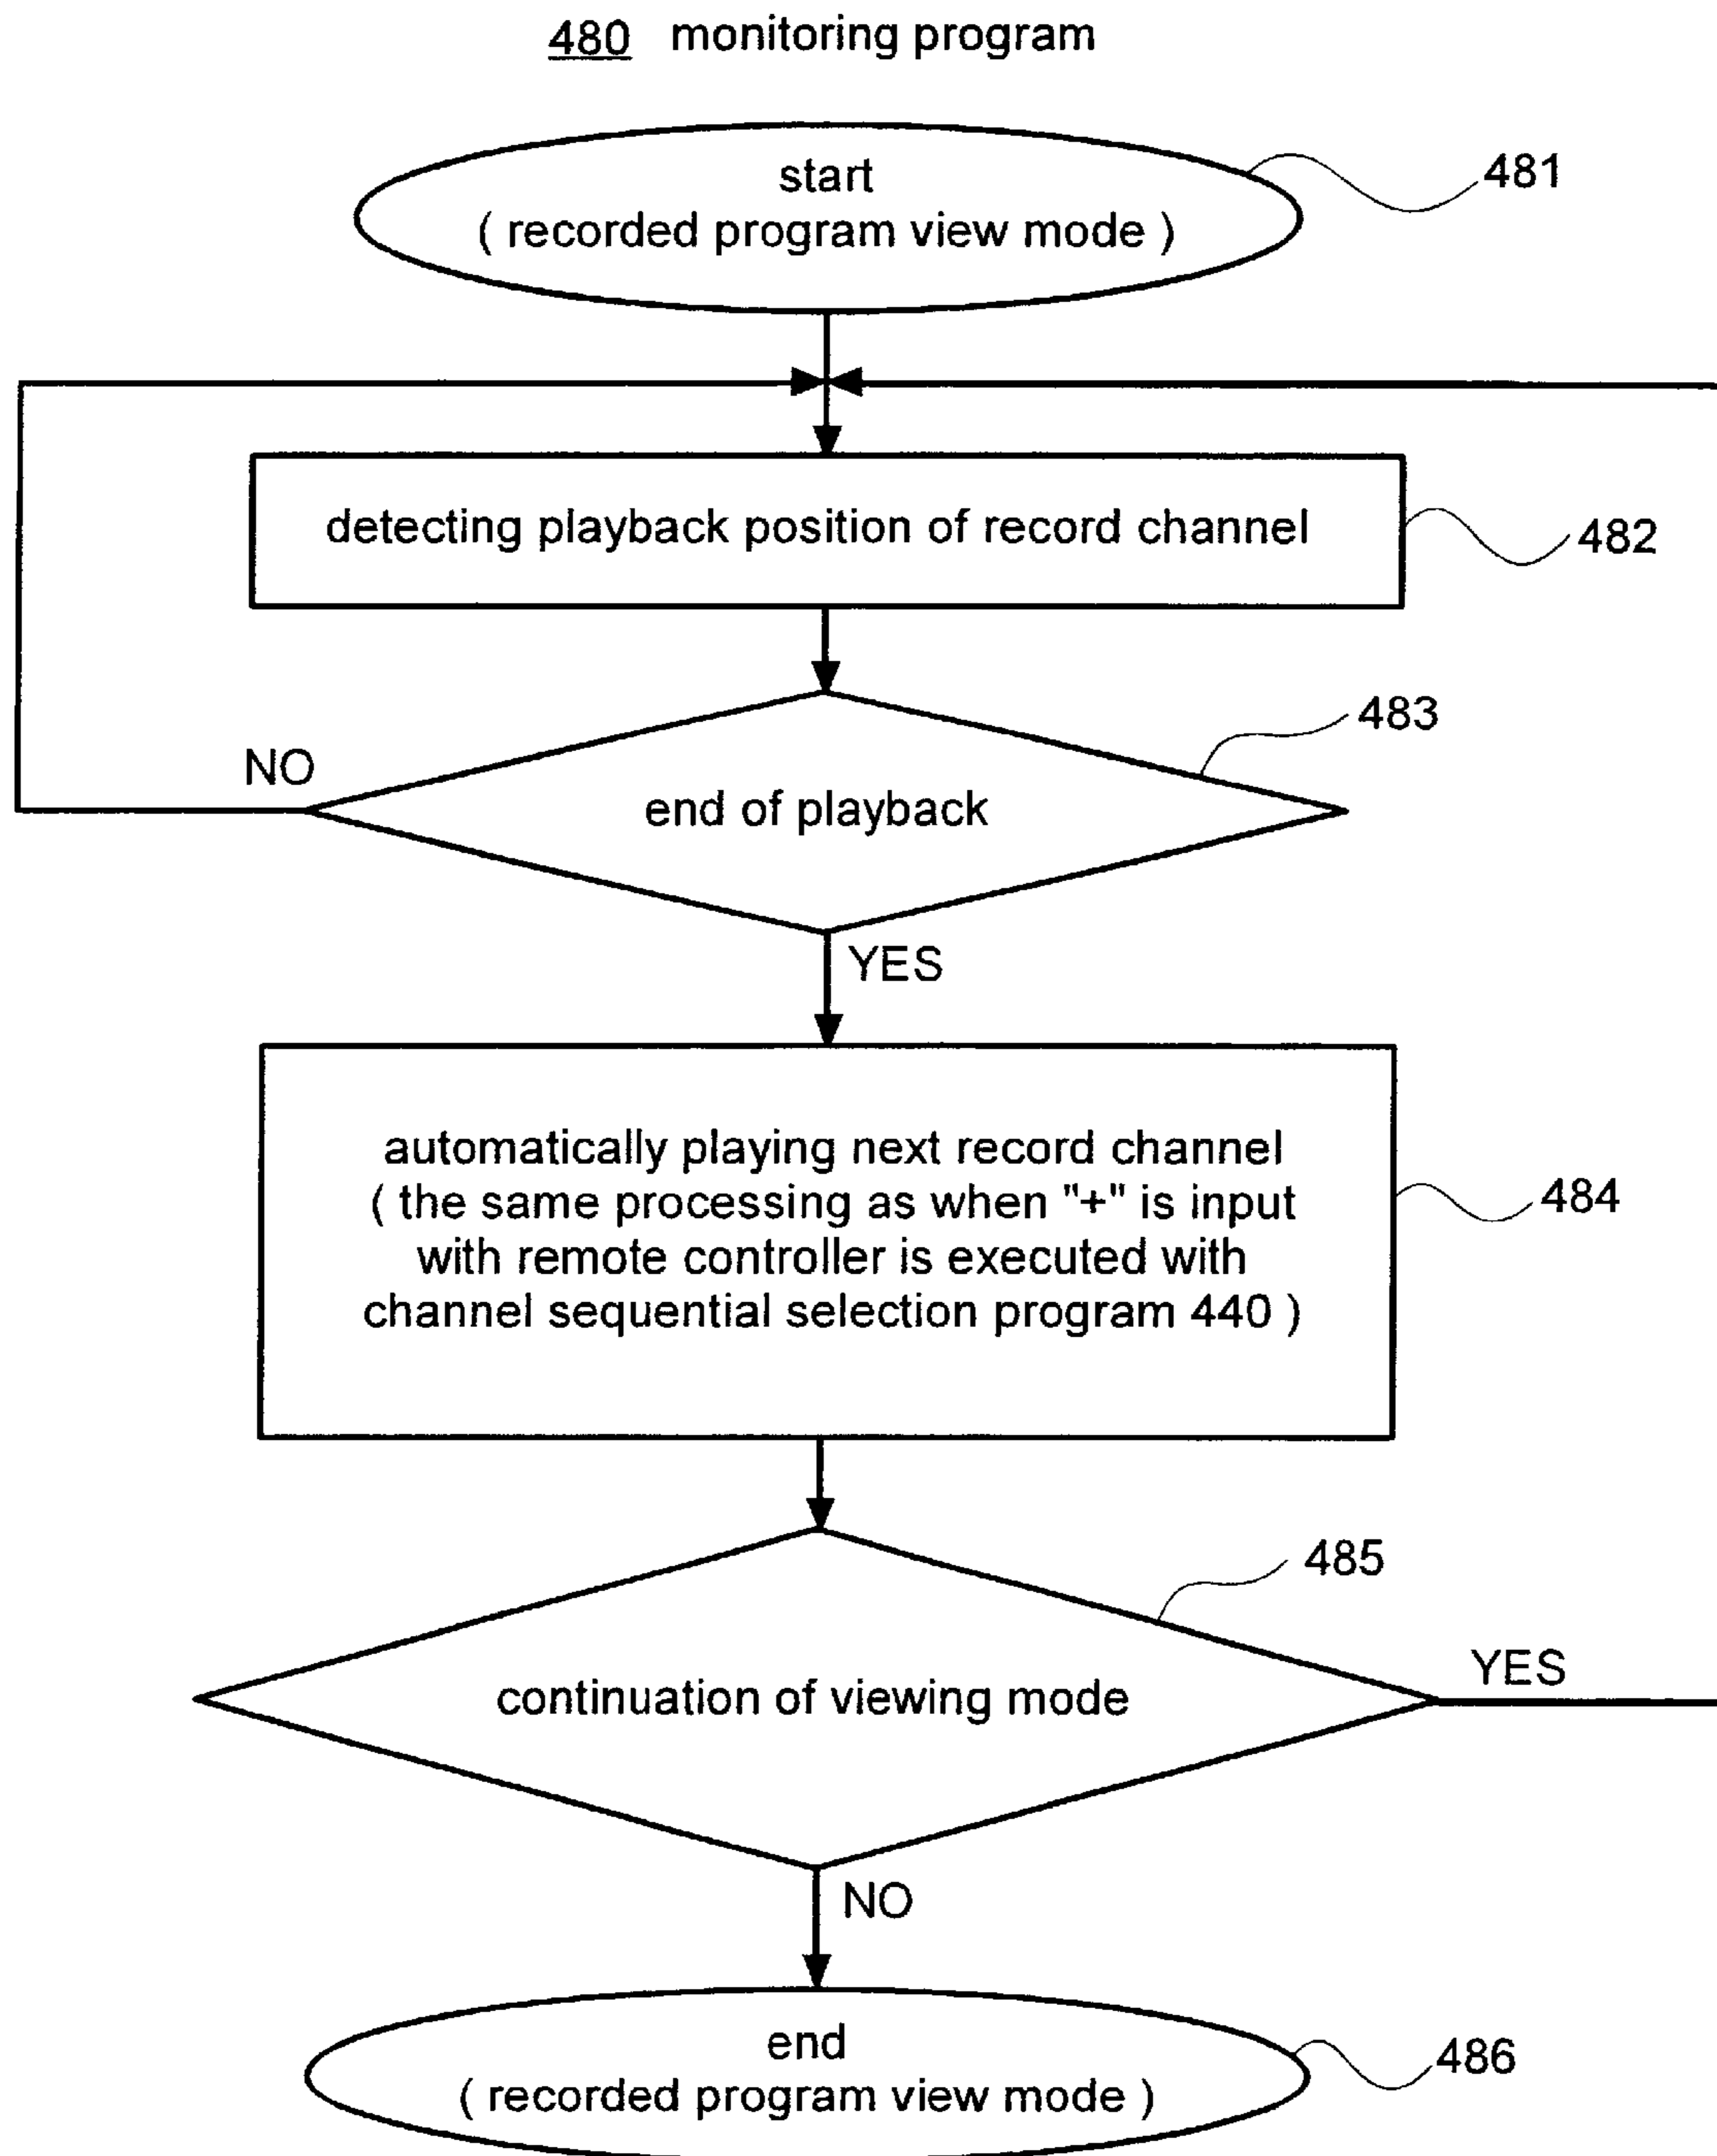 480 monitoring program
start
( recorded program view mode )
481
detecting playback position of record channel
482
483
NO
end of playback
YES
automatically playing next record channel
( the same processing as when "+" is input
with remote controller is executed with
channel sequential selection program 440 )
484
485
YES
continuation of viewing mode
NO
end
( recorded program view mode )
486